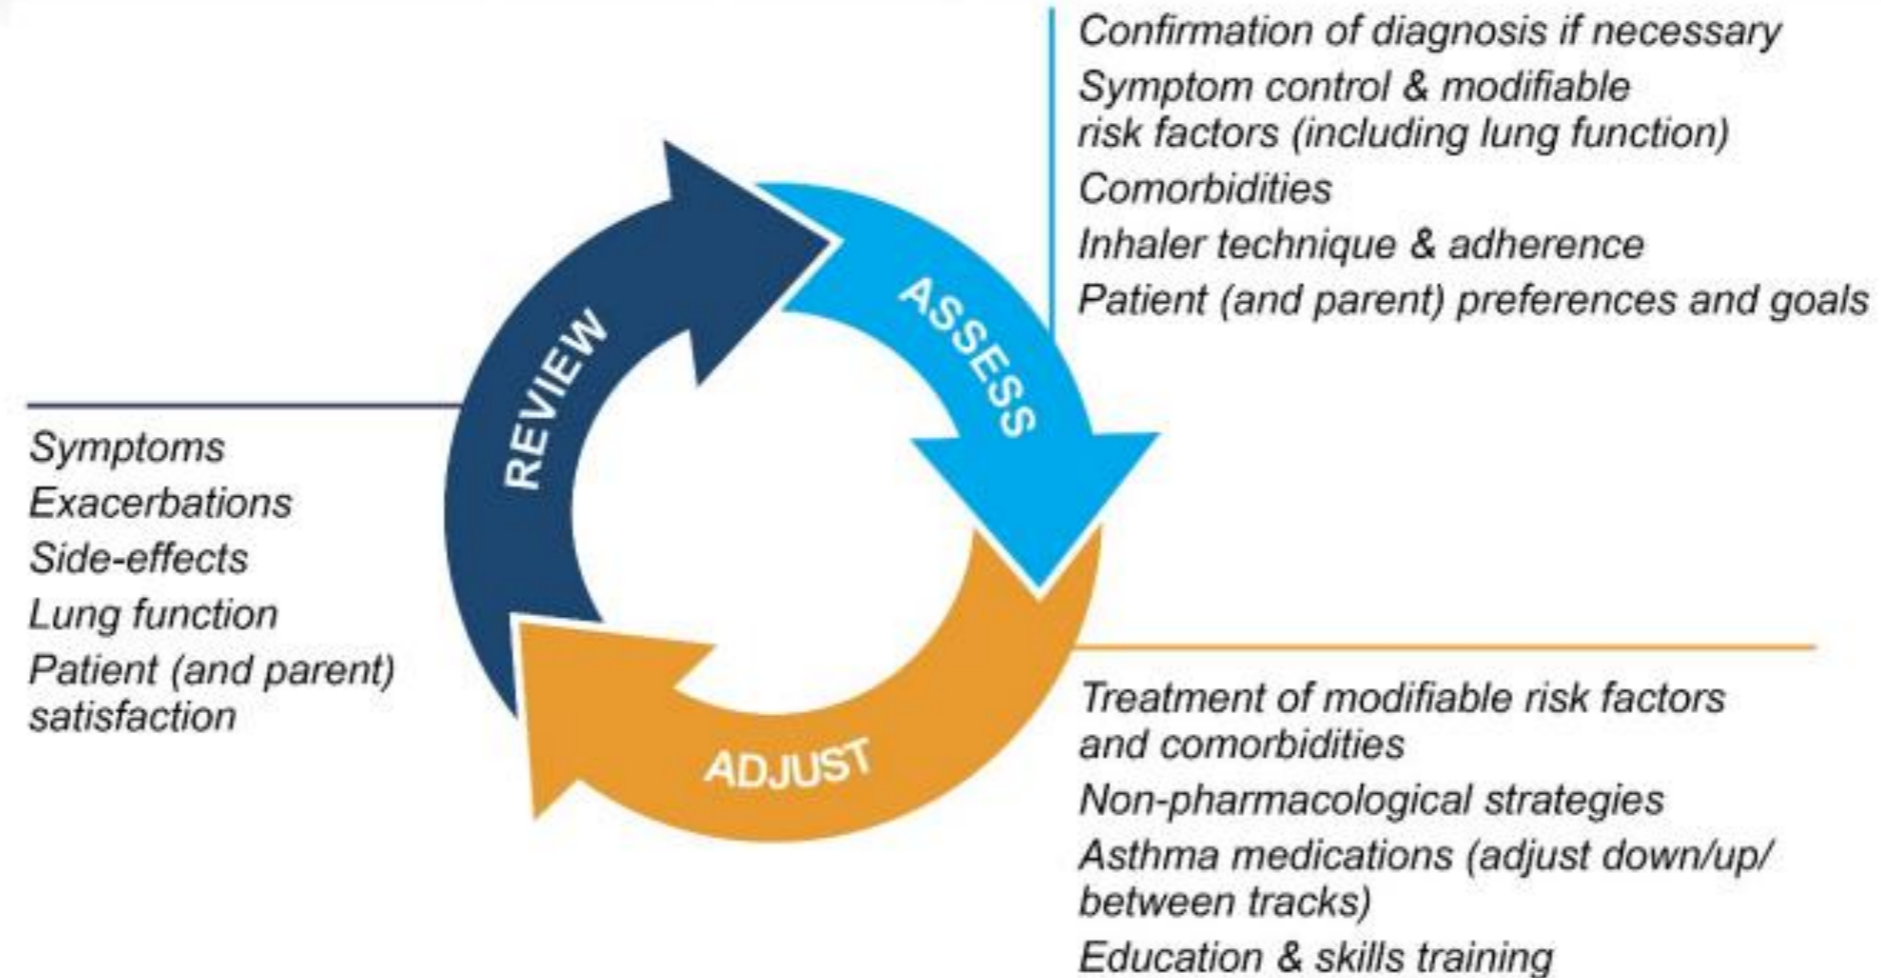 Confirmation of diagnosis if necessary
Symptom control & modifiable
risk factors (including lung function)
Comorbidities
Inhaler technique & adherence
Patient (and parent) preferences and goals
REVIEW
ASSESS
ADJUST
Symptoms
Exacerbations
Side-effects
Lung function
Patient (and parent)
satisfaction
Treatment of modifiable risk factors
and comorbidities
Non-pharmacological strategies
Asthma medications (adjust down/up/
between tracks)
Education & skills training